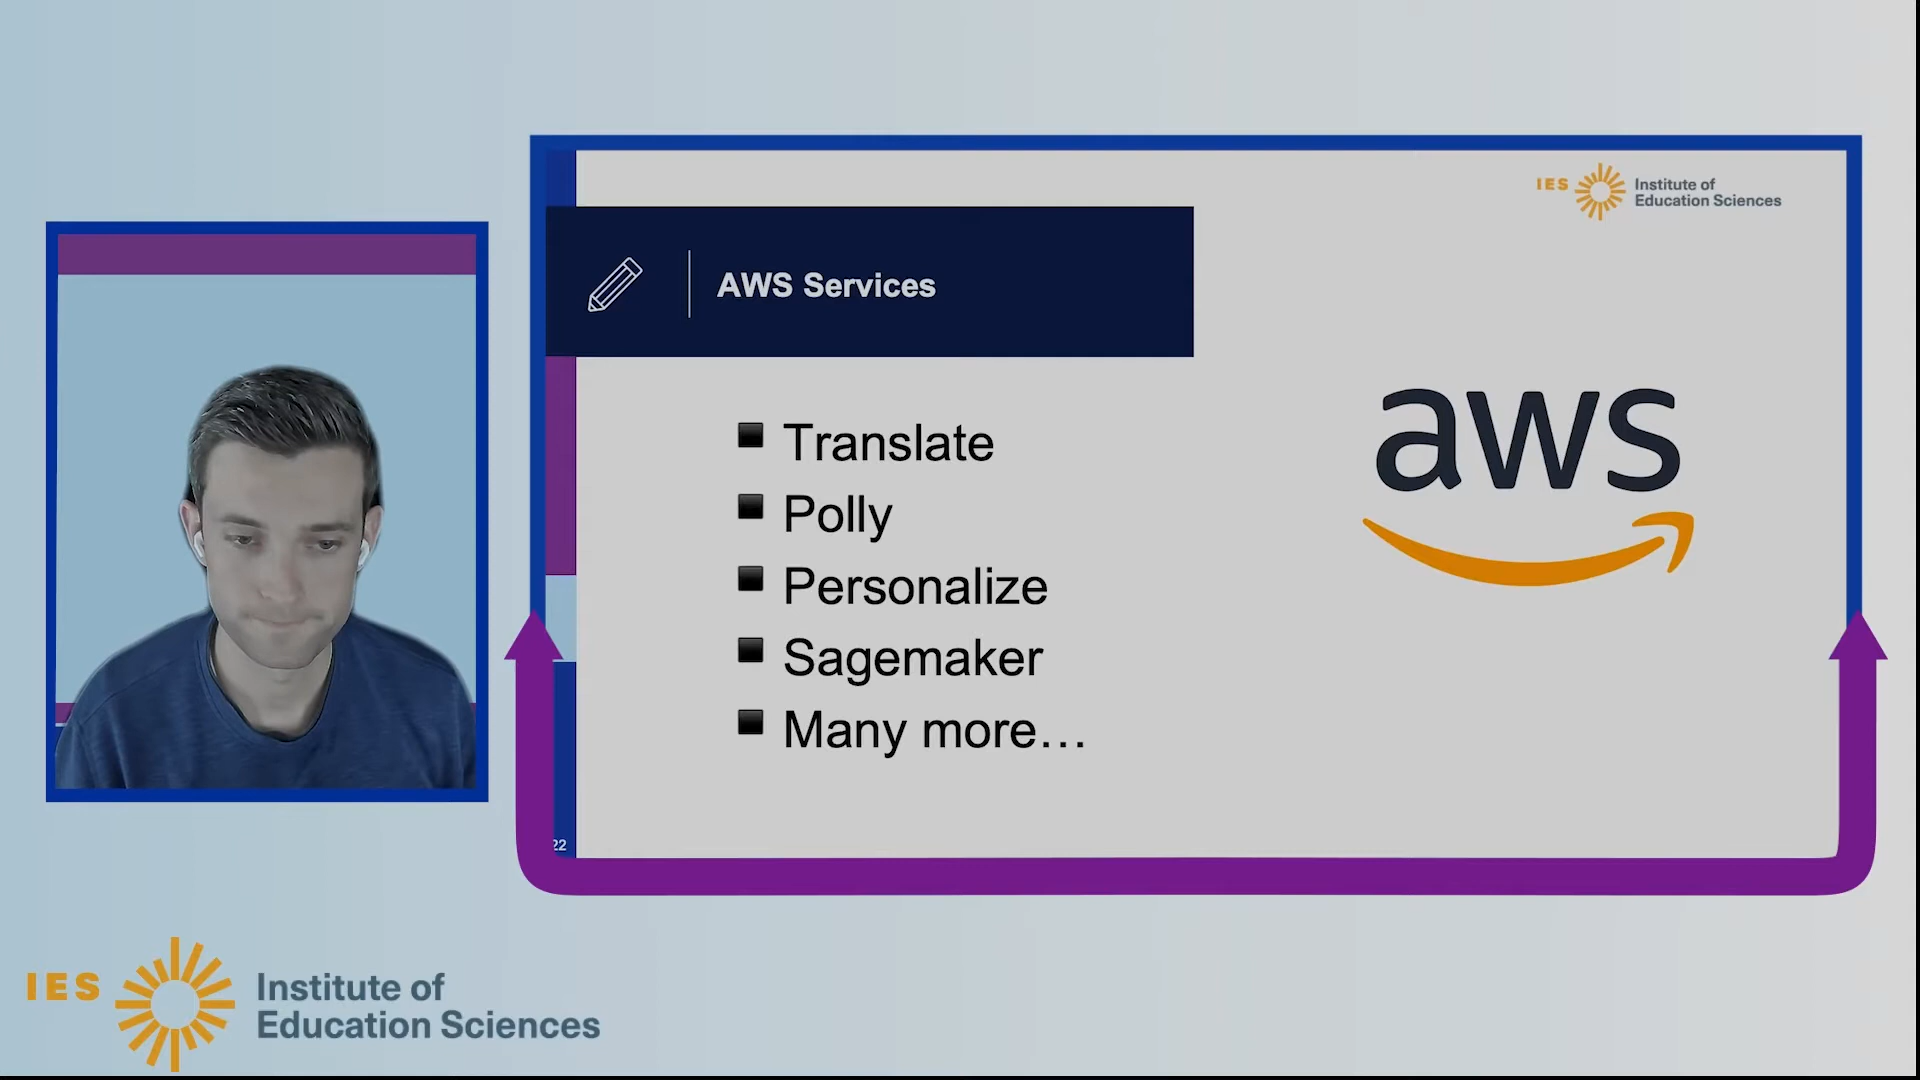 IES Institute of
Education Sciences
AWS Services
Translate
Polly
Personalize
Sagemaker
Many more…
aws
22
IES Institute of
Education Sciences